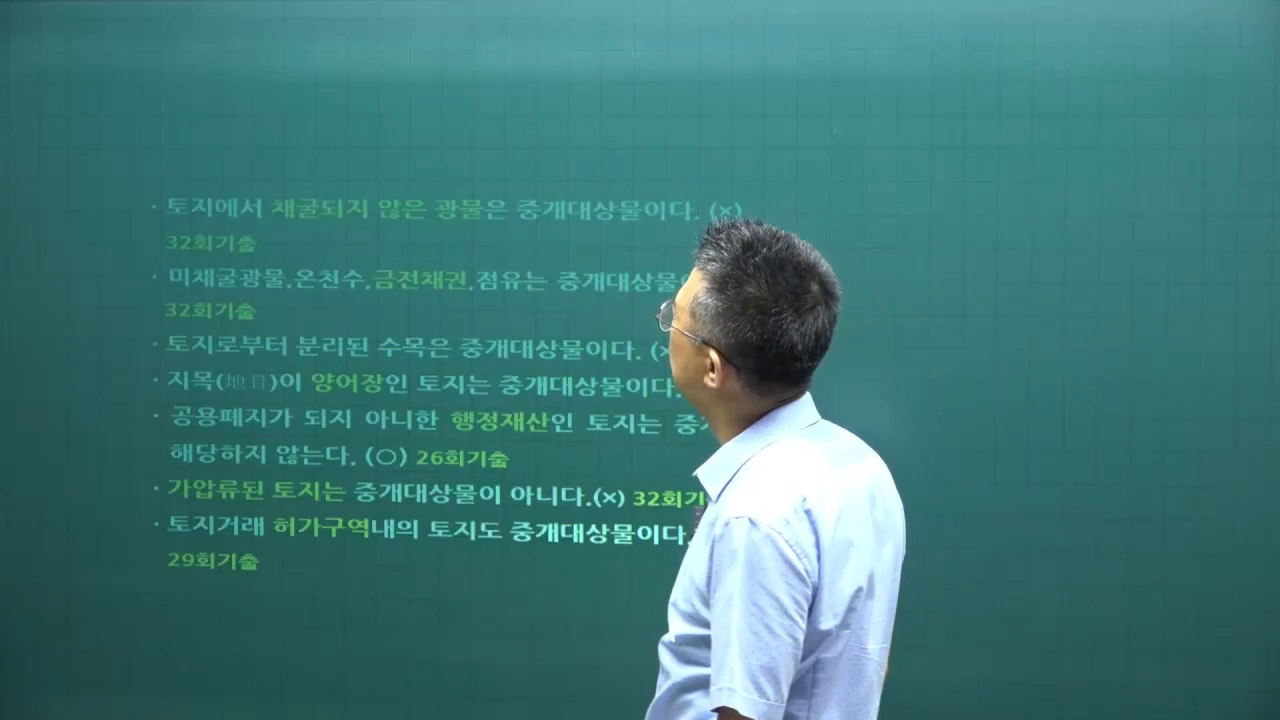 · 토지에서 채굴되지 않은 광물은 중개대상물이다. (×)
32회기출
· 미채굴광물,온천수,금전채권,점유는 중개대상물
32회기출
· 토지로부터 분리된 수목은 중개대상물이다. (×
· 지목(地目)이 양어장인 토지는 중개대상물이다.
· 공용폐지가 되지 아니한 행정재산인 토지는 중
해당하지 않는다. (○) 26회기출
· 가압류된 토지는 중개대상물이 아니다.(×) 32회기
· 토지거래 허가구역내의 토지도 중개대상물이다.
29회기출